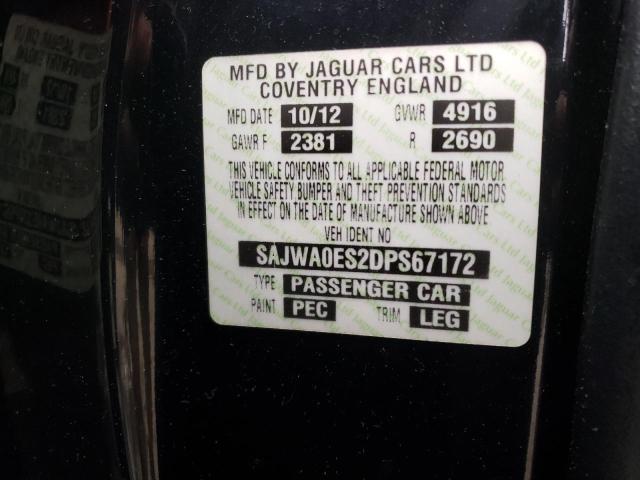 MFD BY JAGUAR CARS LTD
COVENTRY ENGLAND
MFD DATE 10/12 GVWR 4916
GAWR F 2381 R 2690
THIS VEHICLE CONFORMS TO ALL APPLICABLE FEDERAL MOTOR
VEHICLE SAFETY BUMPER AND THEFT PREVENTION STANDARDS
IN EFFECT ON THE DATE OF MANUFACTURE SHOWN ABOVE
VEH IDENT NO
SAJWA0ES2DPS67172
TYPE PASSENGER CAR
PAINT PEC TRIM LEG